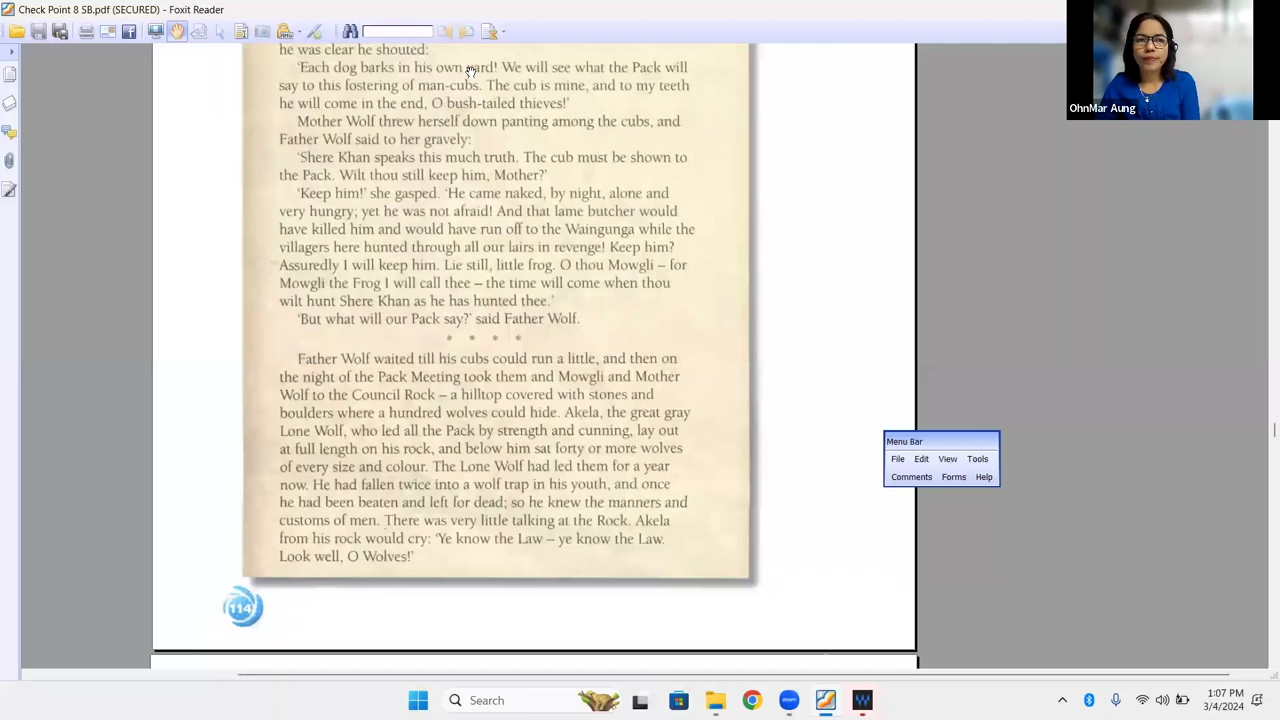 Check Point 8 SB.pdf (SECURED) - Foxit Reader
he was clear he shouted:
‘Each dog barks in his own yard! We will see what the Pack will
say to this fostering of man-cubs. The cub is mine, and to my teeth
he will come in the end, O bush-tailed thieves!’
Mother Wolf threw herself down panting among the cubs, and
Father Wolf said to her gravely:
‘Shere Khan speaks this much truth. The cub must be shown to
the Pack. Wilt thou still keep him, Mother?’
‘Keep him!’ she gasped. ‘He came naked, by night, alone and
very hungry; yet he was not afraid! And that lame butcher would
have killed him and would have run off to the Waingunga while the
villagers here hunted through all our lairs in revenge! Keep him?
Assuredly I will keep him. Lie still, little frog. O thou Mowgli – for
Mowgli the Frog I will call thee – the time will come when thou
wilt hunt Shere Khan as he has hunted thee.’
‘But what will our Pack say?’ said Father Wolf.
* * * *
Father Wolf waited till his cubs could run a little, and then on
the night of the Pack Meeting took them and Mowgli and Mother
Wolf to the Council Rock – a hilltop covered with stones and
boulders where a hundred wolves could hide. Akela, the great gray
Lone Wolf, who led all the Pack by strength and cunning, lay out
at full length on his rock, and below him sat forty or more wolves
of every size and colour. The Lone Wolf had led them for a year
now. He had fallen twice into a wolf trap in his youth, and once
he had been beaten and left for dead; so he knew the manners and
customs of men. There was very little talking at the Rock. Akela
from his rock would cry: ‘Ye know the Law – ye know the Law.
Look well, O Wolves!’
114
OhnMar Aung
Menu Bar
File Edit View Tools
Comments Forms Help
Search
1:07 PM
3/4/2024